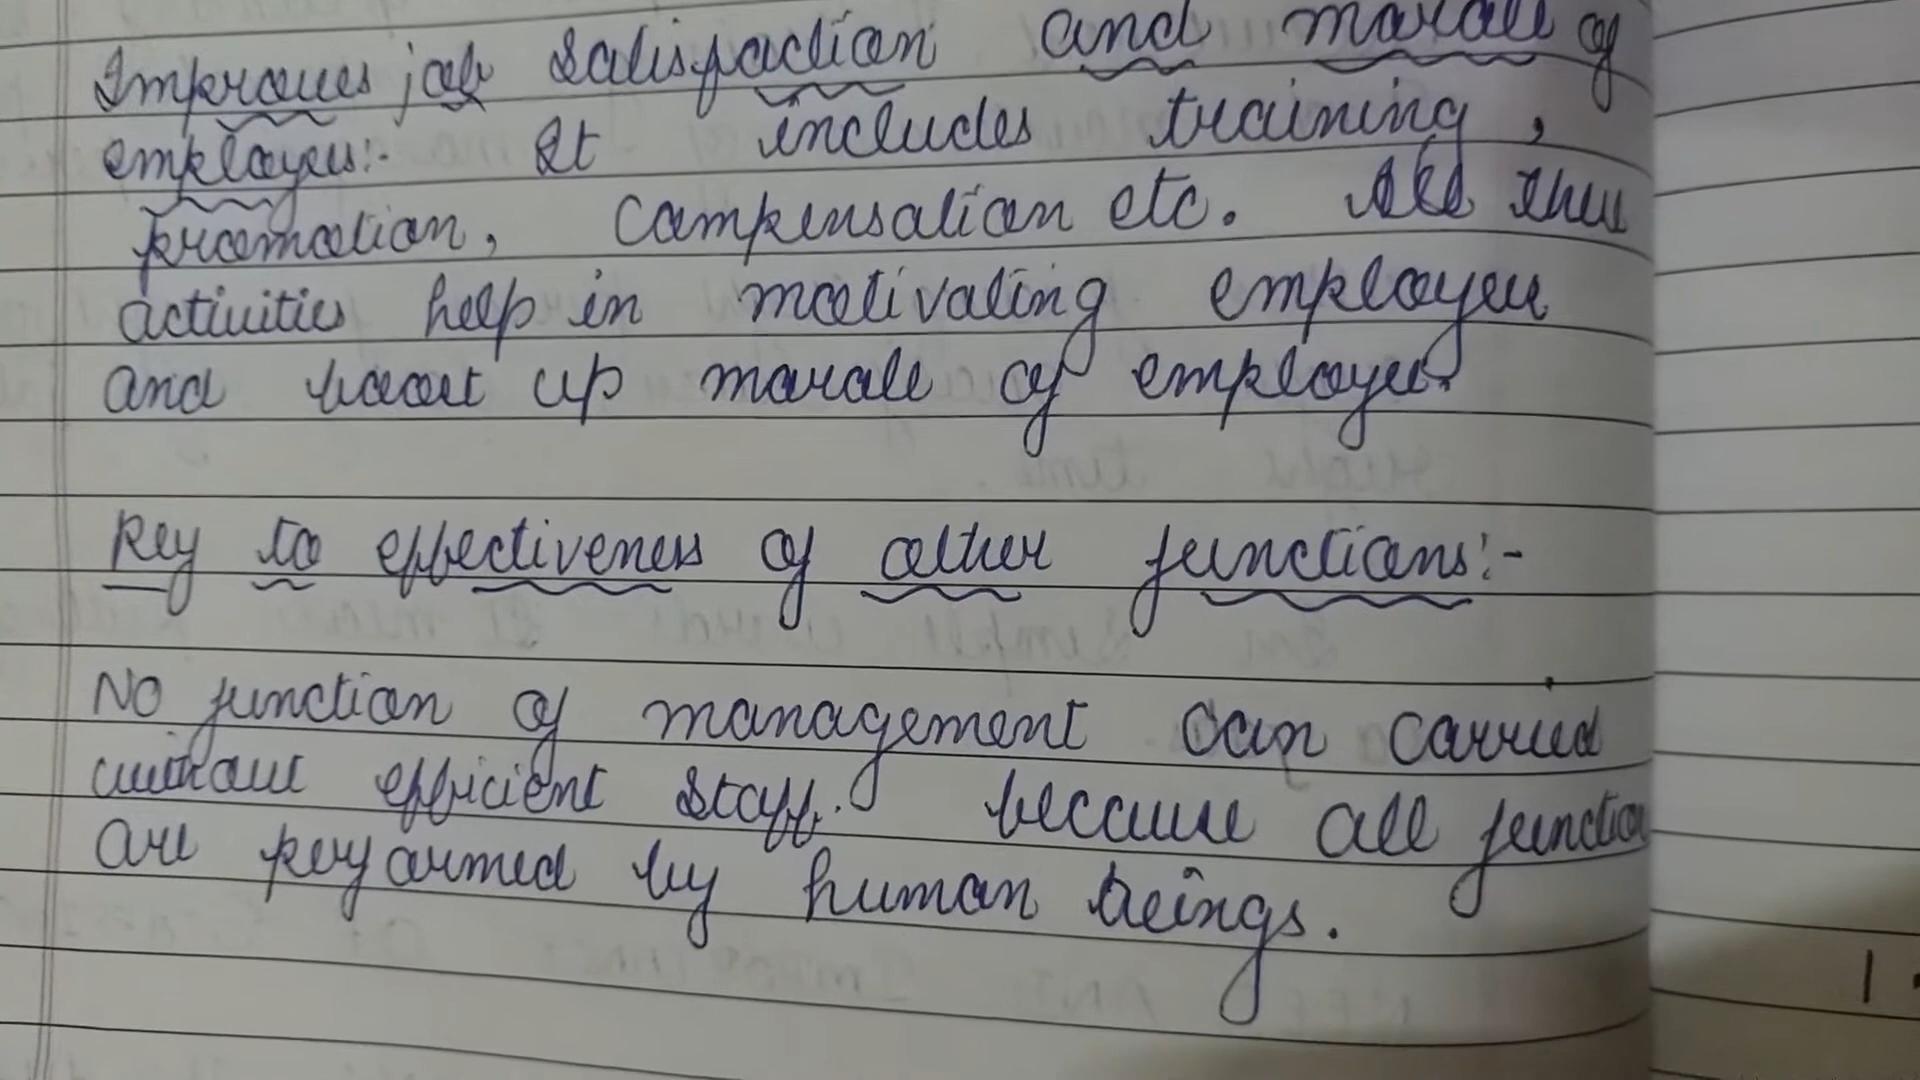 Improves job satisfaction and morale of
employees:- It includes training,
promotion, compensation etc. All these
activities help in motivating employees
and boost up morale of employees.
Key to effectiveness of other functions:-
No function of management can carried
without efficient staff. because all function
are performed by human beings.